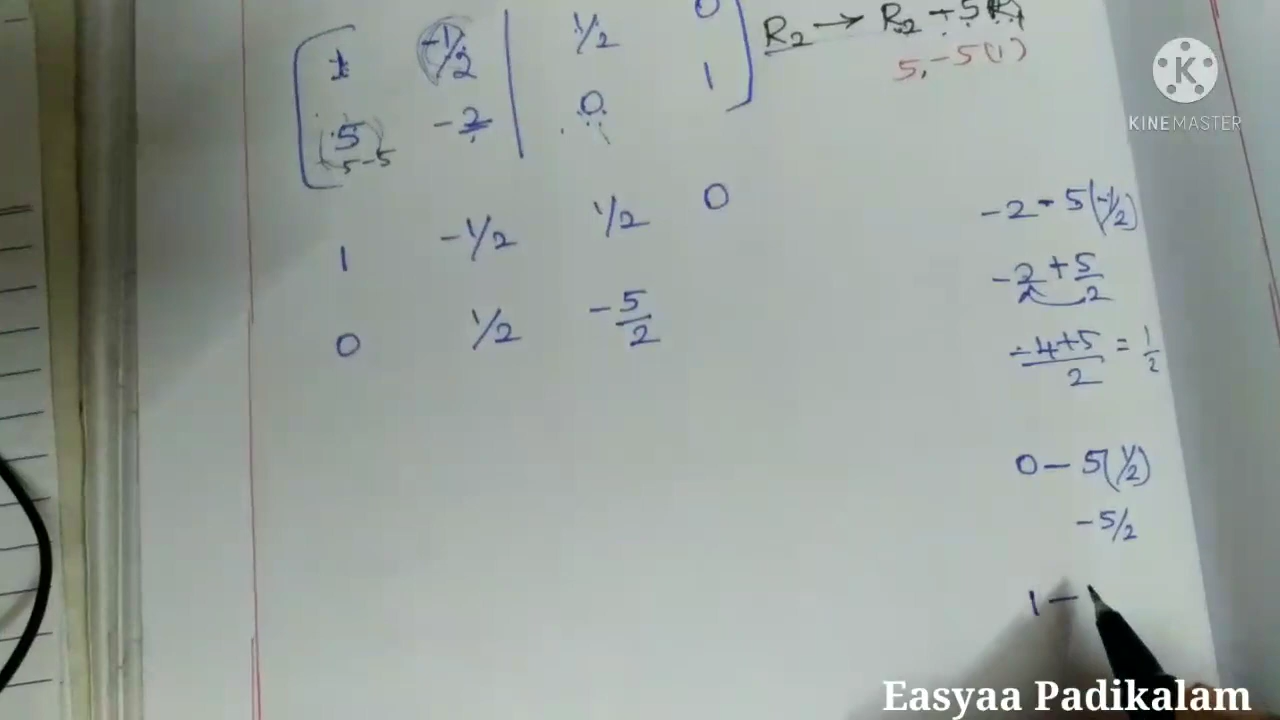 1 -1/2 | 1/2 0
R₂ → R₂ - 5R₁
5 -2 | 0 1
5, -5(1)
5-5
KINEMASTER
1 -1/2 1/2 0
0 1/2 -5/2
-2 - 5(-1/2)
-2 + 5/2
-4+5/2 = 1/2
0 - 5(1/2)
-5/2
1 -
Easyaa Padikalam